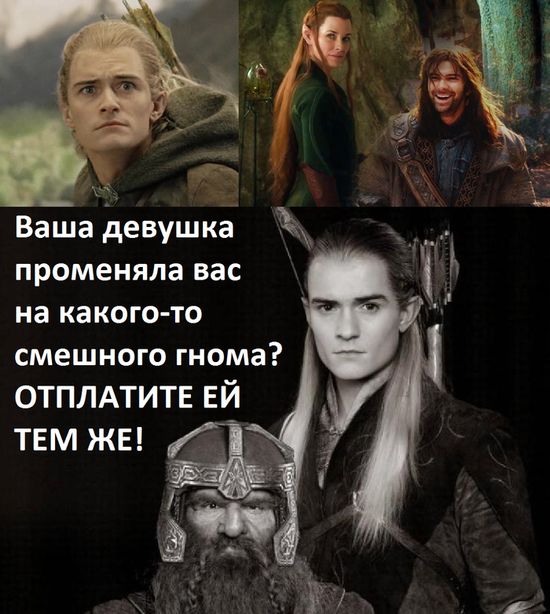 Ваша девушка
променяла вас
на какого-то
смешного гнома?
ОТПЛАТИТЕ ЕЙ
ТЕМ ЖЕ!